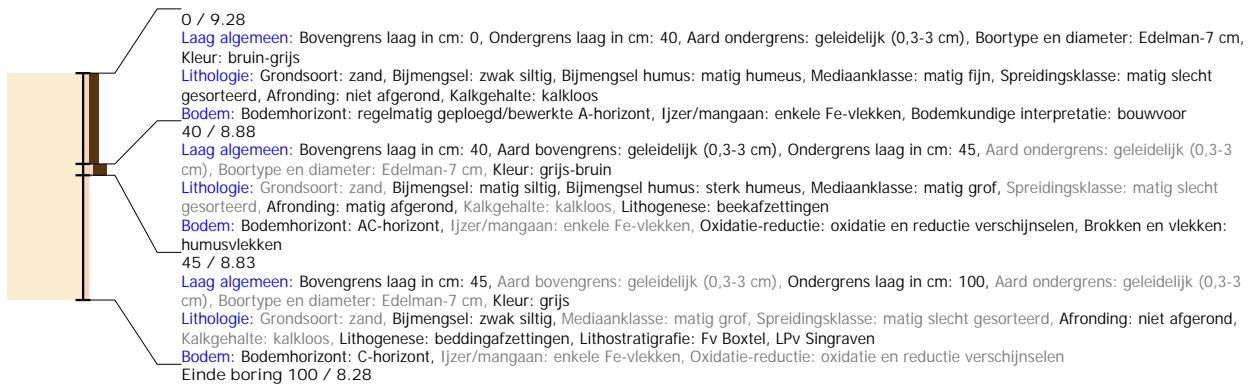 0 / 9.28
Laag algemeen: Bovengrens laag in cm: 0, Ondergrens laag in cm: 40, Aard ondergrens: geleidelijk (0,3-3 cm), Boortype en diameter: Edelman-7 cm,
Kleur: bruin-grijs
Lithologie: Grondsoort: zand, Bijmengsel: zwak siltig, Bijmengsel humus: matig humeus, Mediaanklasse: matig fijn, Spreidingsklasse: matig slecht
gesorteerd, Afronding: niet afgerond, Kalkgehalte: kalkloos
Bodem: Bodemhorizont: regelmatig geploegd/bewerkte A-horizont, Ijzer/mangaan: enkele Fe-vlekken, Bodemkundige interpretatie: bouwvoor
40 / 8.88
Laag algemeen: Bovengrens laag in cm: 40, Aard bovengrens: geleidelijk (0,3-3 cm), Ondergrens laag in cm: 45, Aard ondergrens: geleidelijk (0,3-3
cm), Boortype en diameter: Edelman-7 cm, Kleur: grijs-bruin
Lithologie: Grondsoort: zand, Bijmengsel: matig siltig, Bijmengsel humus: sterk humeus, Mediaanklasse: matig grof, Spreidingsklasse: matig slecht
gesorteerd, Afronding: matig afgerond, Kalkgehalte: kalkloos, Lithogenese: beekafzettingen
Bodem: Bodemhorizont: AC-horizont, Ijzer/mangaan: enkele Fe-vlekken, Oxidatie-reductie: oxidatie en reductie verschijnselen, Brokken en vlekken:
humusvlekken
45 / 8.83
Laag algemeen: Bovengrens laag in cm: 45, Aard bovengrens: geleidelijk (0,3-3 cm), Ondergrens laag in cm: 100, Aard ondergrens: geleidelijk (0,3-3
cm), Boortype en diameter: Edelman-7 cm, Kleur: grijs
Lithologie: Grondsoort: zand, Bijmengsel: zwak siltig, Mediaanklasse: matig grof, Spreidingsklasse: matig slecht gesorteerd, Afronding: niet afgerond,
Kalkgehalte: kalkloos, Lithogenese: beddingafzettingen, Lithostratigrafie: Fv Boxtel, LPv Singraven
Bodem: Bodemhorizont: C-horizont, Ijzer/mangaan: enkele Fe-vlekken, Oxidatie-reductie: oxidatie en reductie verschijnselen
Einde boring 100 / 8.28